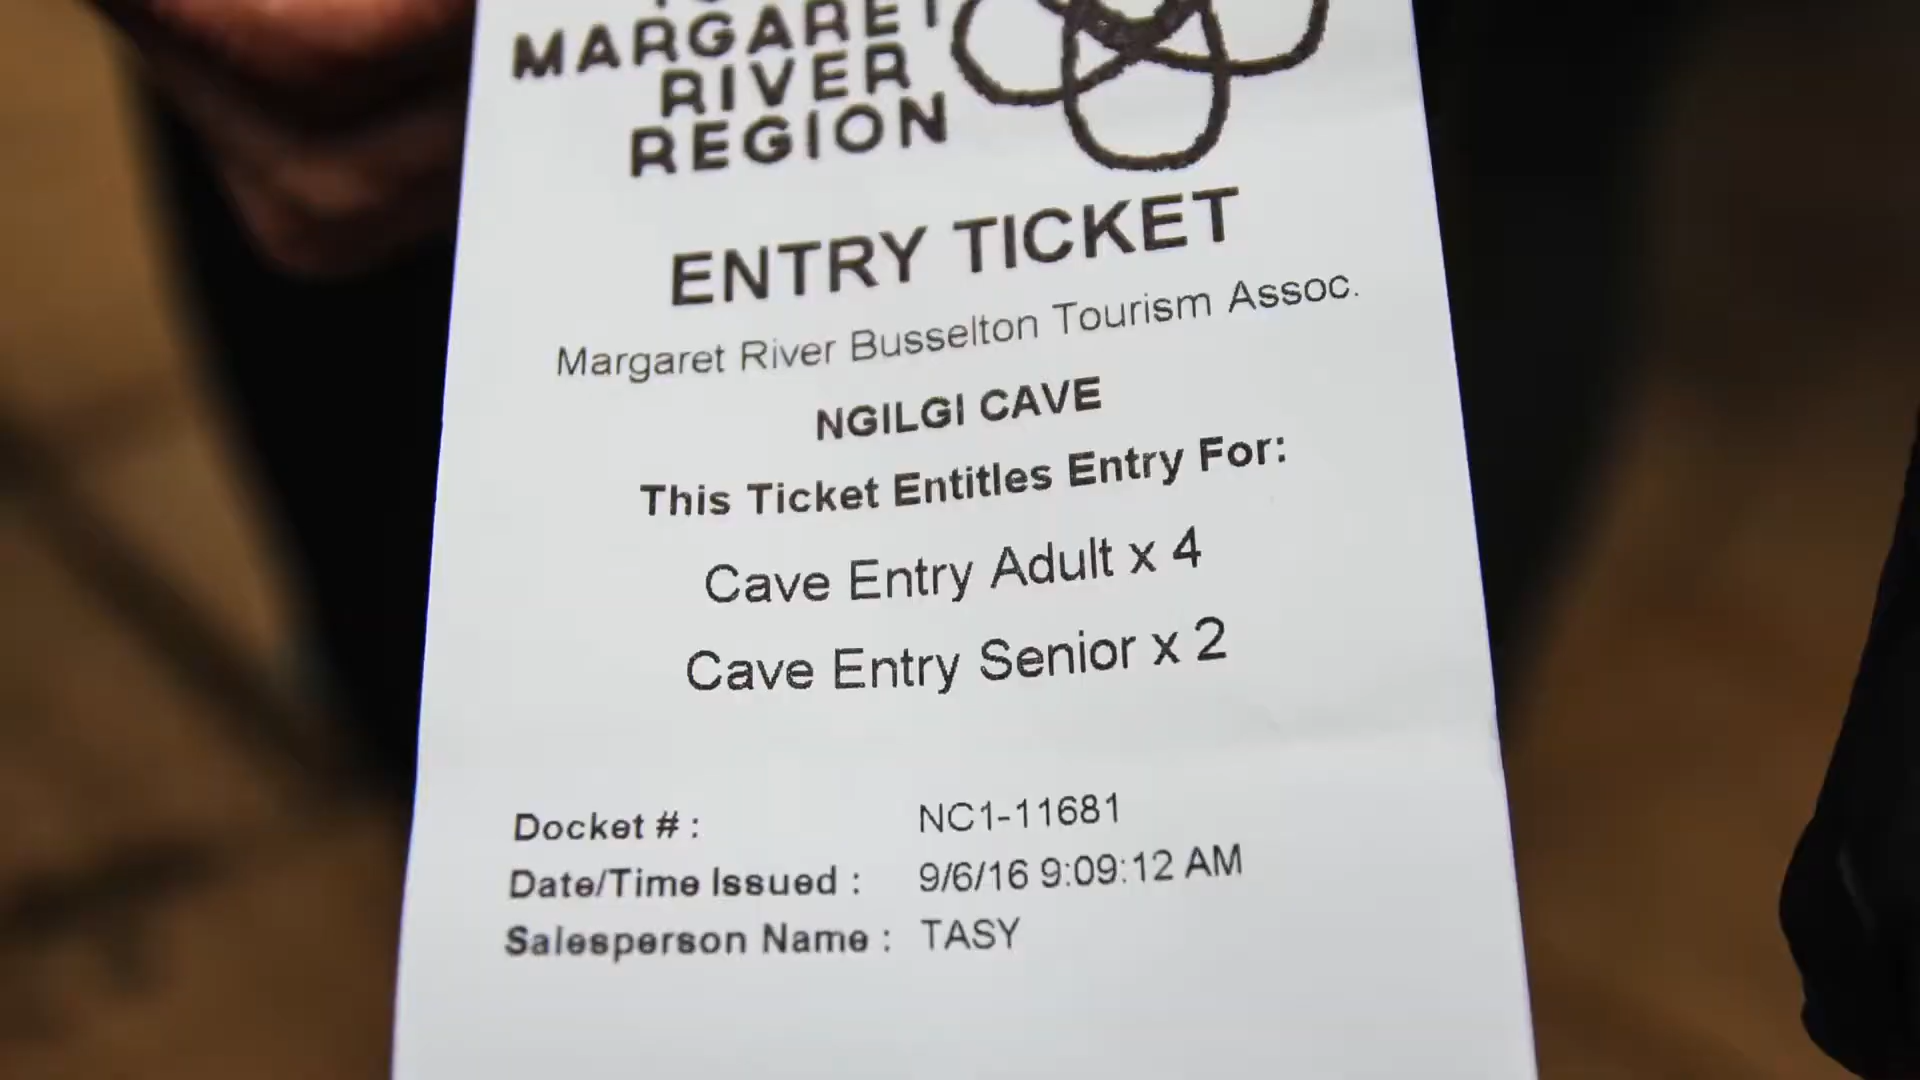 MARGARET
RIVER
REGION
ENTRY TICKET
Margaret River Busselton Tourism Assoc.
NGILGI CAVE
This Ticket Entitles Entry For:
Cave Entry Adult x 4
Cave Entry Senior x 2
Docket # : NC1-11681
Date/Time Issued : 9/6/16 9:09:12 AM
Salesperson Name : TASY